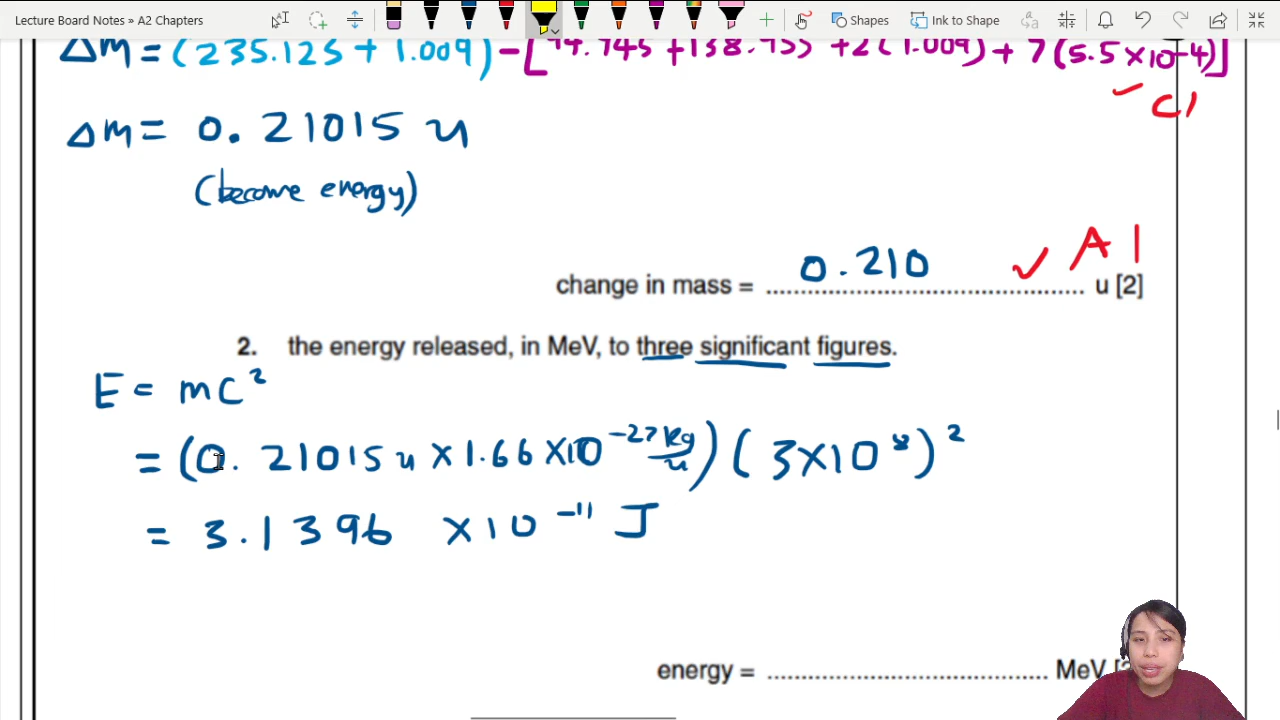 Lecture Board Notes » A2 Chapters
Shapes
Ink to Shape
Δm = (235.123 + 1.009) - [94.945 + 138.955 + 2(1.009) + 7(5.5×10-4)]
✓ C1
Δm = 0.21015 u
(become energy)
change in mass = 0.210 u [2] ✓ A1
2. the energy released, in MeV, to three significant figures.
E = mc²
= (0.21015 u × 1.66 ×10⁻²⁷ kg/u) (3×10⁸)²
= 3.1396 ×10⁻¹¹ J
energy = ................................................ MeV